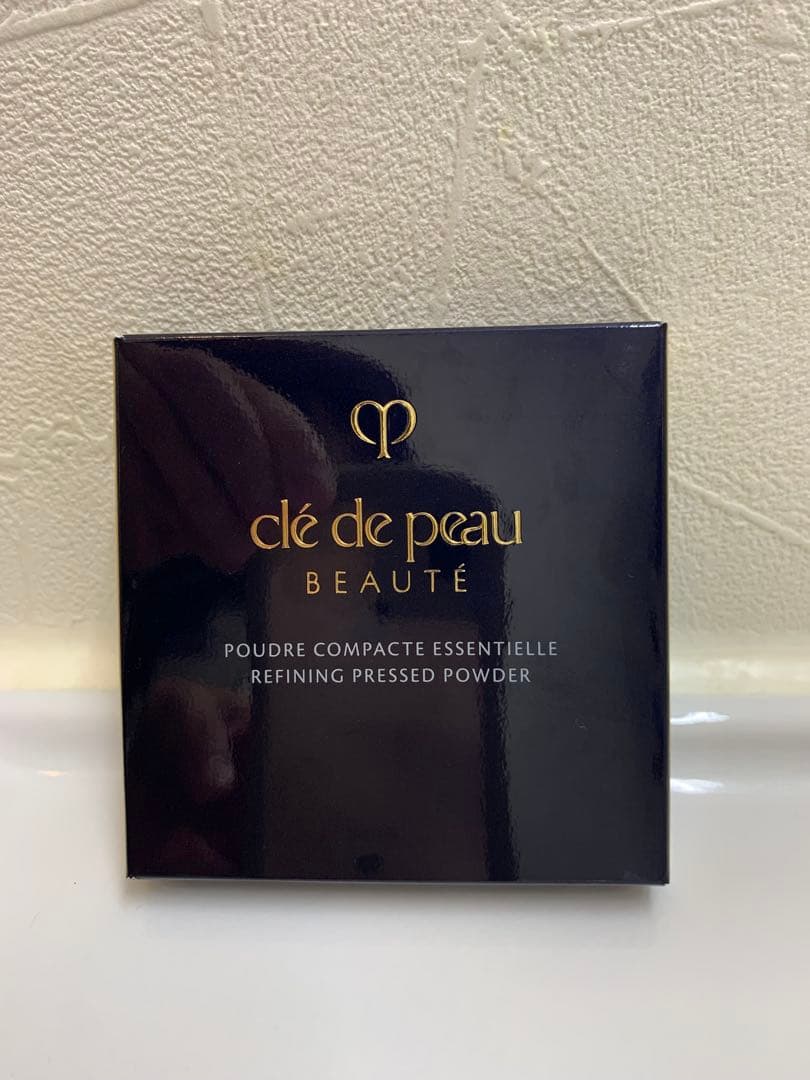 clé de peau
BEAUTÉ
POUDRE COMPACTE ESSENTIELLE
REFINING PRESSED POWDER